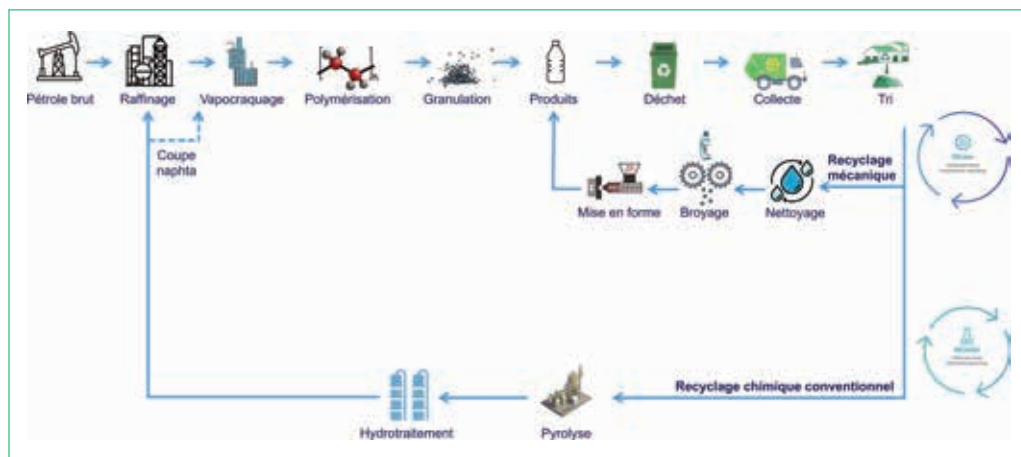 Pétrole brut
Raffinage
Vapocraquage
Polymérisation
Granulation
Produits
Déchet
Collecte
Tri
Coupe
naphta
Recyclage
mécanique
Mise en forme
Broyage
Nettoyage
Recyclage chimique conventionnel
Hydrotraitement
Pyrolyse